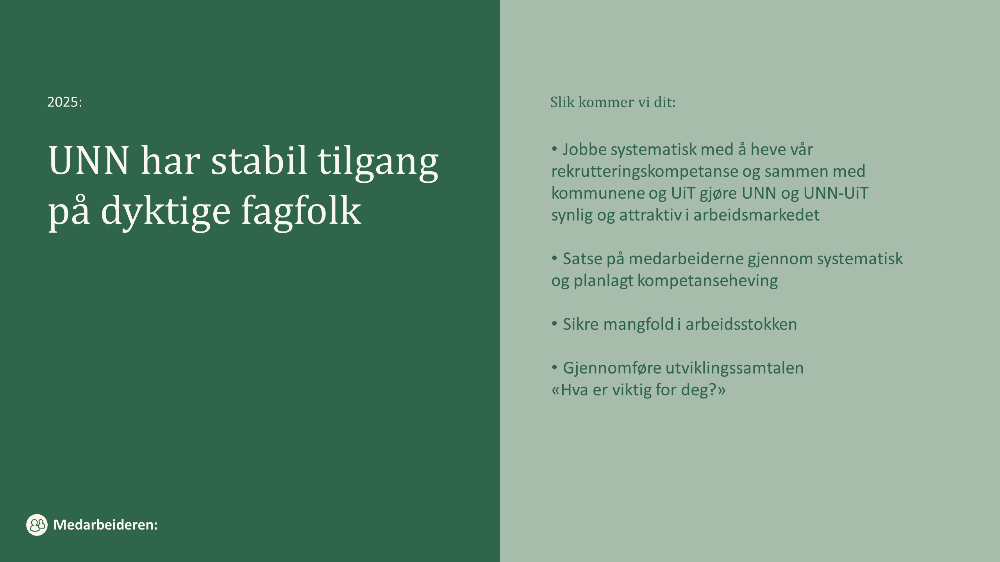 2025:
UNN har stabil tilgang
på dyktige fagfolk
Medarbeideren:
Slik kommer vi dit:
• Jobbe systematisk med å heve vår
rekrutteringskompetanse og sammen med
kommunene og UiT gjøre UNN og UNN-UiT
synlig og attraktiv i arbeidsmarkedet
• Satse på medarbeiderne gjennom systematisk
og planlagt kompetanseheving
• Sikre mangfold i arbeidsstokken
• Gjennomføre utviklingssamtalen
«Hva er viktig for deg?»